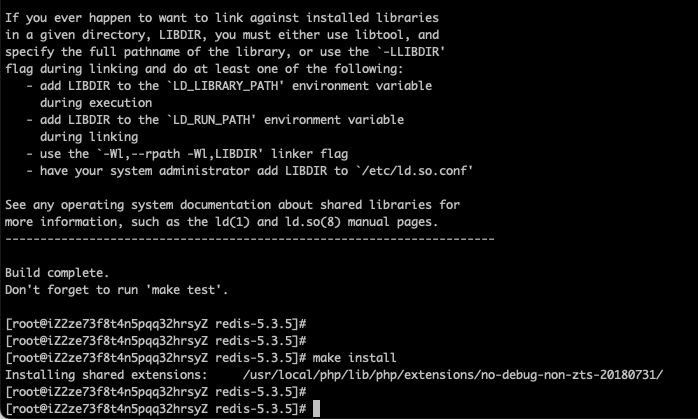 If you ever happen to want to link against installed libraries
in a given directory, LIBDIR, you must either use libtool, and
specify the full pathname of the library, or use the `-LLIBDIR'
flag during linking and do at least one of the following:
   - add LIBDIR to the `LD_LIBRARY_PATH' environment variable
     during execution
   - add LIBDIR to the `LD_RUN_PATH' environment variable
     during linking
   - use the `-Wl,--rpath -Wl,LIBDIR' linker flag
   - have your system administrator add LIBDIR to `/etc/ld.so.conf'
See any operating system documentation about shared libraries for
more information, such as the ld(1) and ld.so(8) manual pages.
----------------------------------------------------------------------
Build complete.
Don't forget to run 'make test'.
[root@iZ2ze73f8t4n5pqq32hrsyZ redis-5.3.5]#
[root@iZ2ze73f8t4n5pqq32hrsyZ redis-5.3.5]#
[root@iZ2ze73f8t4n5pqq32hrsyZ redis-5.3.5]# make install
Installing shared extensions:     /usr/local/php/lib/php/extensions/no-debug-non-zts-20180731/
[root@iZ2ze73f8t4n5pqq32hrsyZ redis-5.3.5]#
[root@iZ2ze73f8t4n5pqq32hrsyZ redis-5.3.5]#